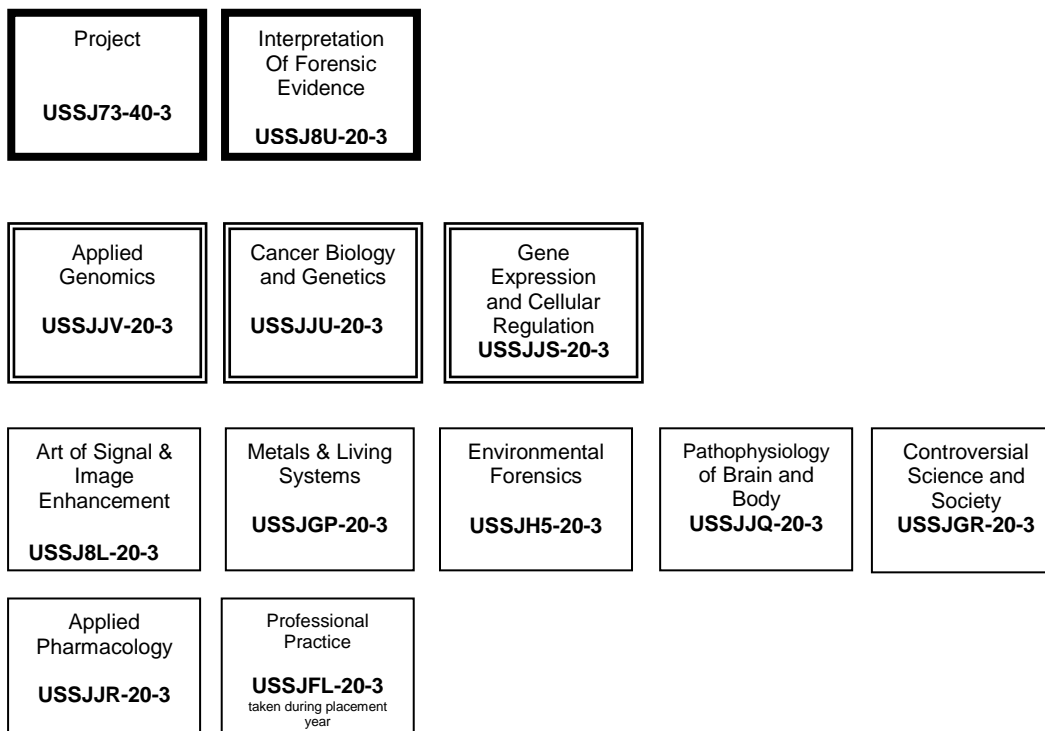 Project
USSJ73-40-3
Interpretation
Of Forensic
Evidence
USSJ8U-20-3
Applied
Genomics
USSJJV-20-3
Cancer Biology
and Genetics
USSJJU-20-3
Gene
Expression
and Cellular
Regulation
USSJJS-20-3
Art of Signal &
Image
Enhancement
USSJ8L-20-3
Metals & Living
Systems
USSJGP-20-3
Environmental
Forensics
USSJH5-20-3
Pathophysiology
of Brain and
Body
USSJJQ-20-3
Controversial
Science and
Society
USSJGR-20-3
Applied
Pharmacology
USSJJR-20-3
Professional
Practice
USSJFL-20-3
taken during placement
year